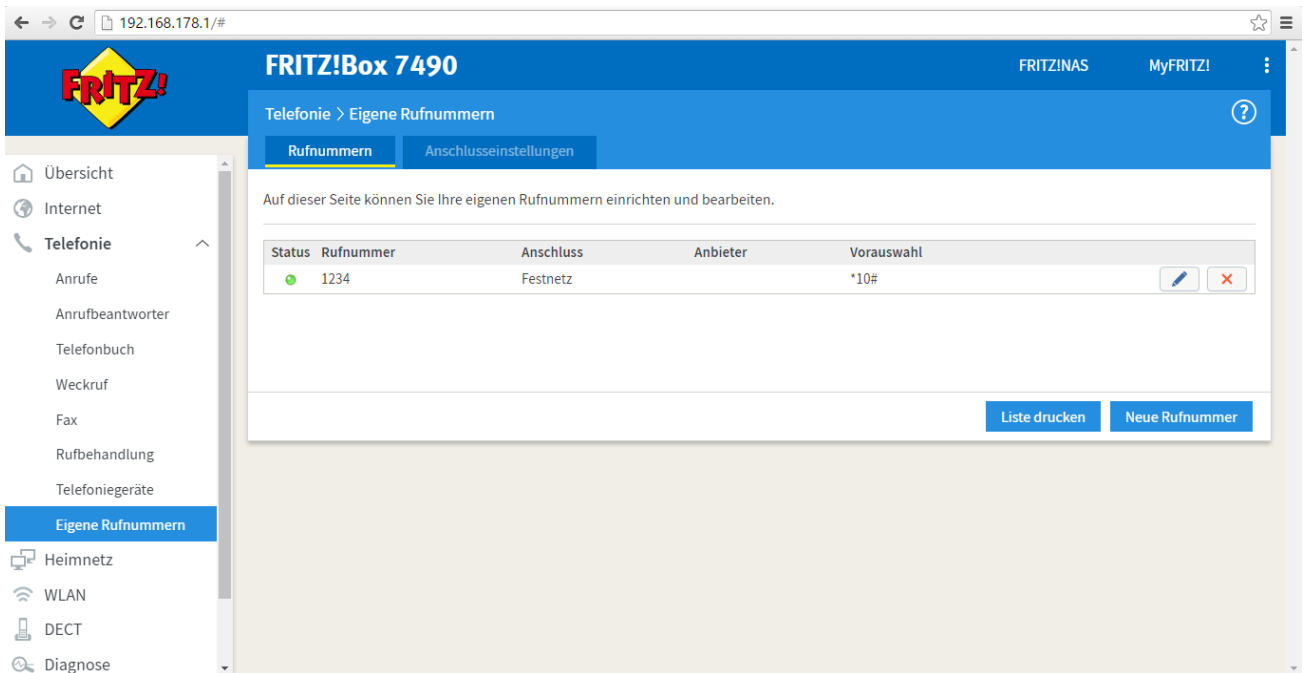 192.168.178.1/#
FRITZ!
FRITZ!Box 7490
FRITZ!NAS MyFRITZ!
Telefonie > Eigene Rufnummern ?
Rufnummern Anschlusseinstellungen
Übersicht
Internet
Telefonie
Anrufe
Anrufbeantworter
Telefonbuch
Weckruf
Fax
Rufbehandlung
Telefoniegeräte
Eigene Rufnummern
Heimnetz
WLAN
DECT
Diagnose
Auf dieser Seite können Sie Ihre eigenen Rufnummern einrichten und bearbeiten.
Status Rufnummer Anschluss Anbieter Vorauswahl
1234 Festnetz *10#
Liste drucken Neue Rufnummer